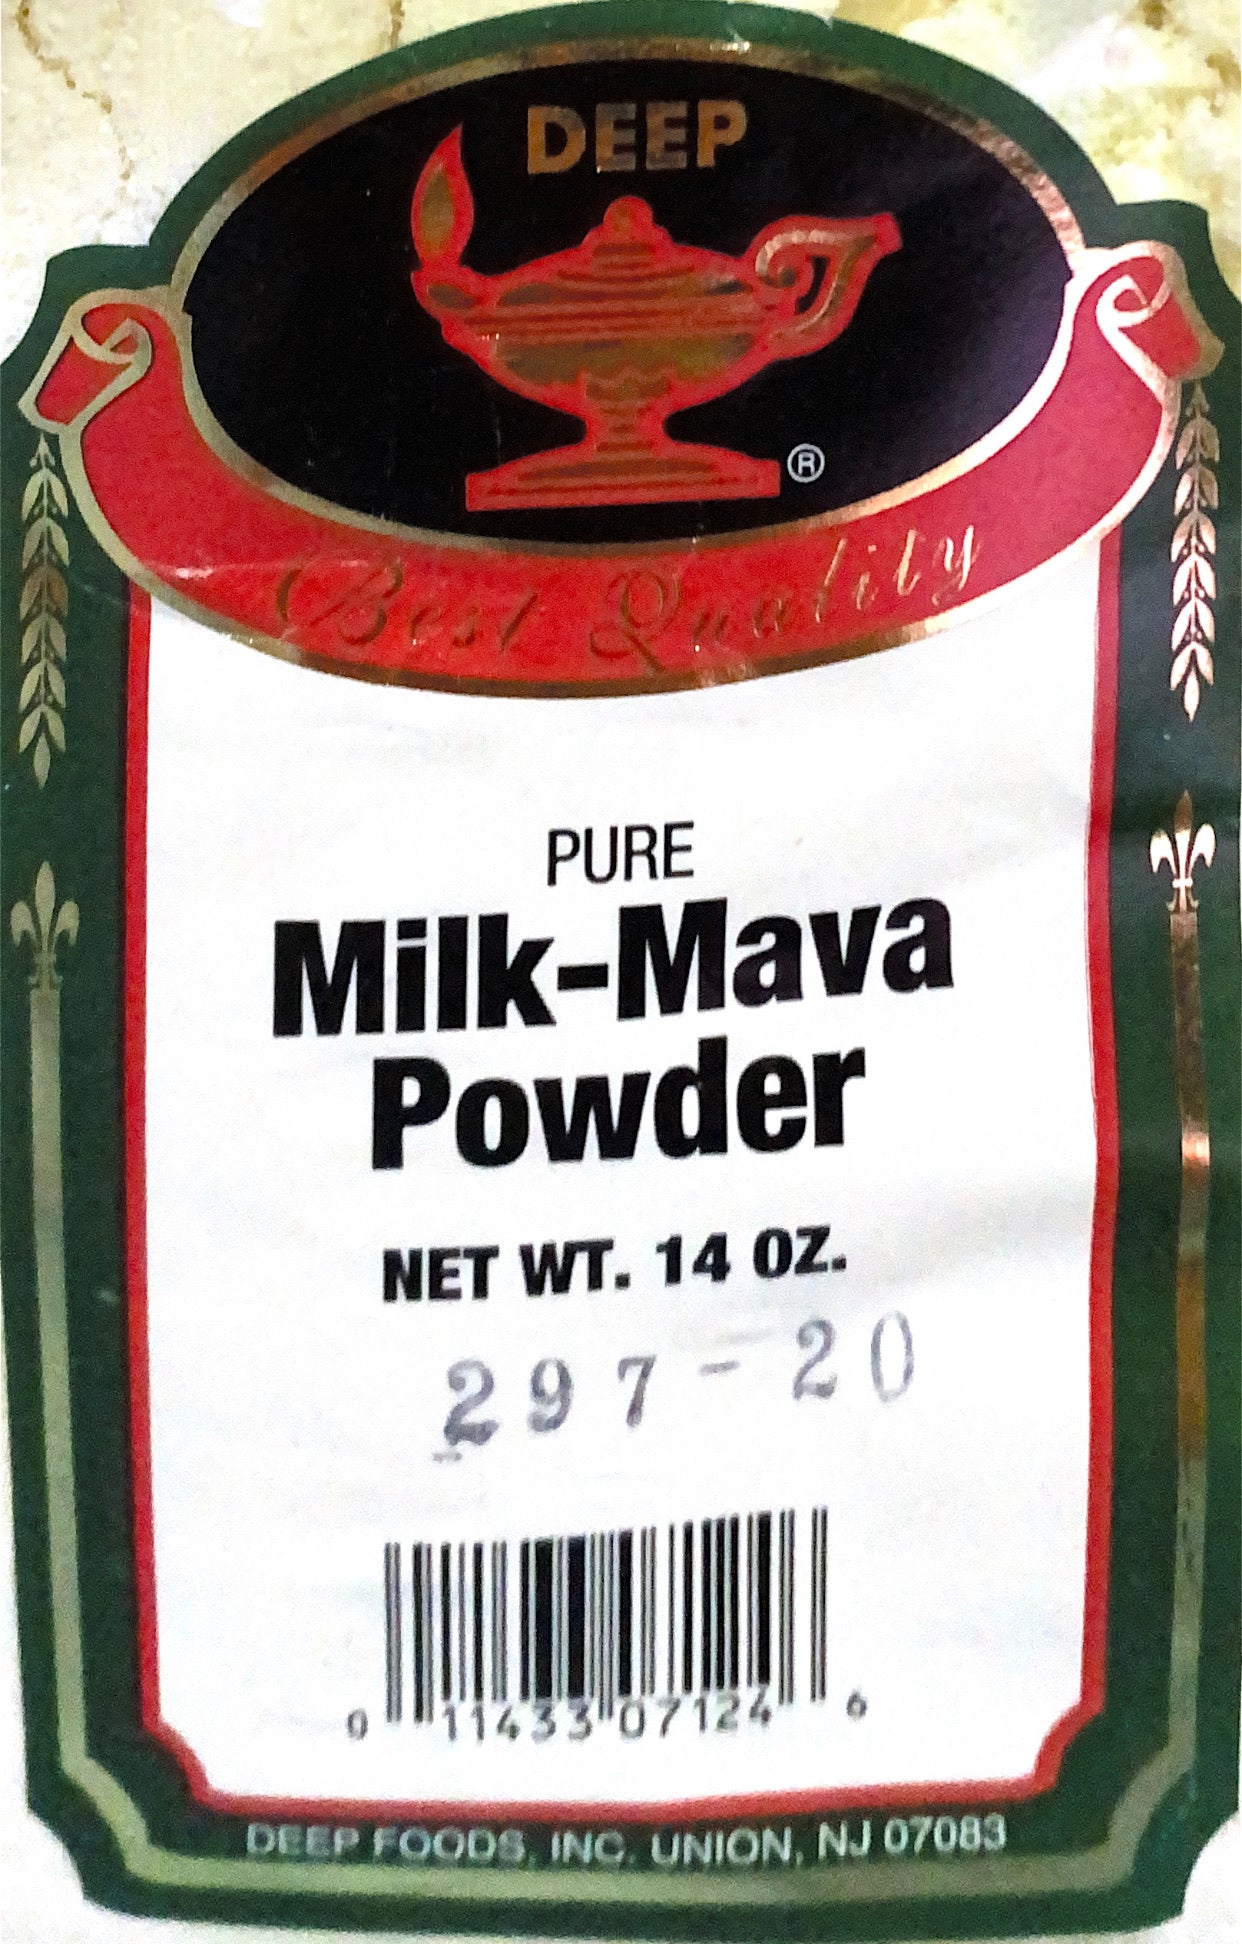 DEEP
®
Best Quality
PURE
Milk-Mava
Powder
NET WT. 14 OZ.
297-20
0 11433 07124 6
DEEP FOODS, INC. UNION, NJ 07083